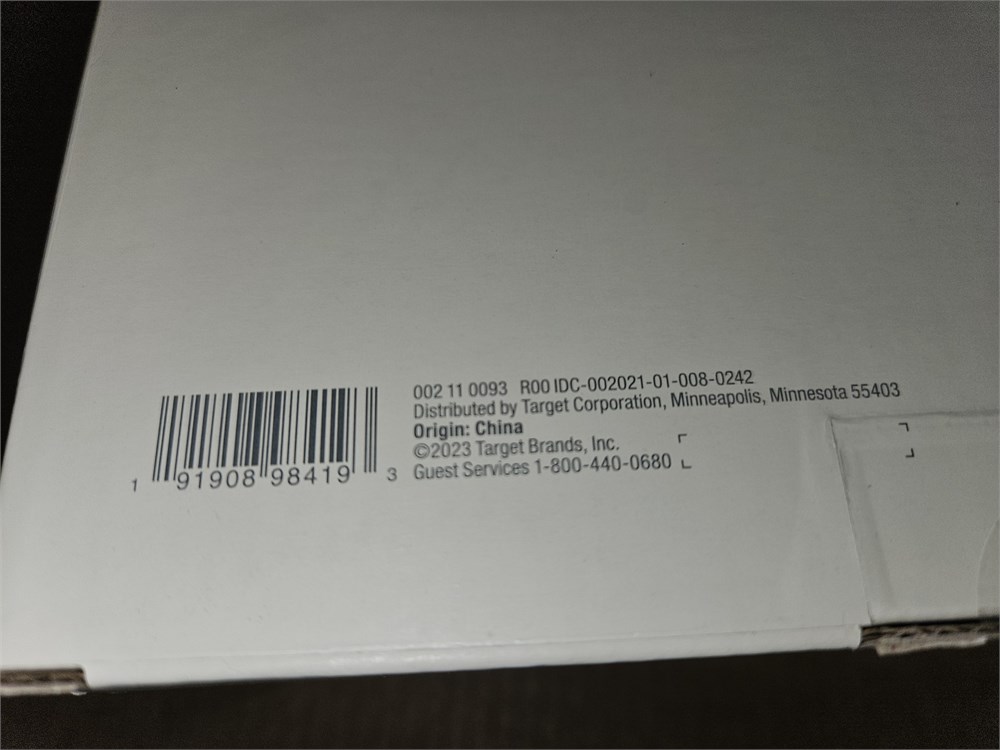 002 11 0093 R00 IDC-002021-01-008-0242
Distributed by Target Corporation, Minneapolis, Minnesota 55403
Origin: China
©2023 Target Brands, Inc.
Guest Services 1-800-440-0680
1 91908 98419 3